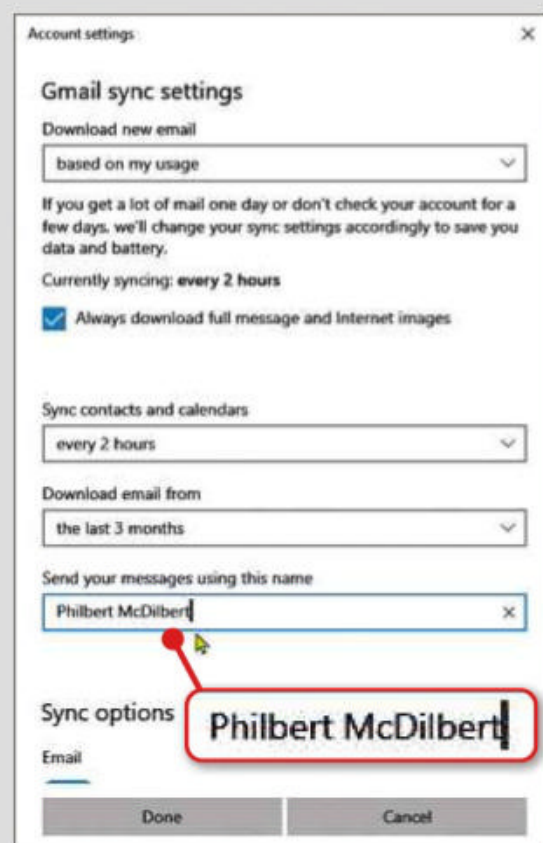 Account settings
Gmail sync settings
Download new email
based on my usage
If you get a lot of mail one day or don't check your account for a
few days, we'll change your sync settings accordingly to save you
data and battery.
Currently syncing: every 2 hours
Always download full message and Internet images
Sync contacts and calendars
every 2 hours
Download email from
the last 3 months
Send your messages using this name
Philbert McDilbert
Sync options
Philbert McDilbert
Email
Done
Cancel